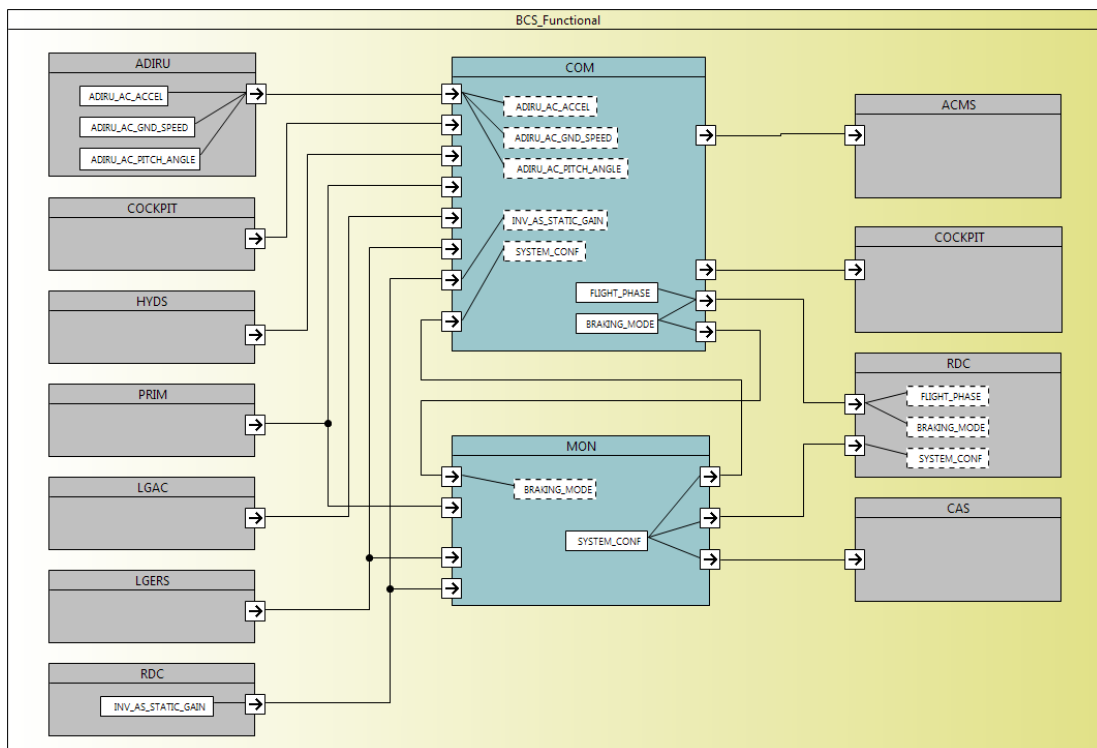 BCS_Functional
ADIRU
ADIRU_AC_ACCEL
ADIRU_AC_GND_SPEED
ADIRU_AC_PITCH_ANGLE
COCKPIT
HYDS
PRIM
LGAC
LGERS
RDC
INV_AS_STATIC_GAIN
COM
ADIRU_AC_ACCEL
ADIRU_AC_GND_SPEED
ADIRU_AC_PITCH_ANGLE
INV_AS_STATIC_GAIN
SYSTEM_CONF
FLIGHT_PHASE
BRAKING_MODE
MON
BRAKING_MODE
SYSTEM_CONF
ACMS
COCKPIT
RDC
FLIGHT_PHASE
BRAKING_MODE
SYSTEM_CONF
CAS